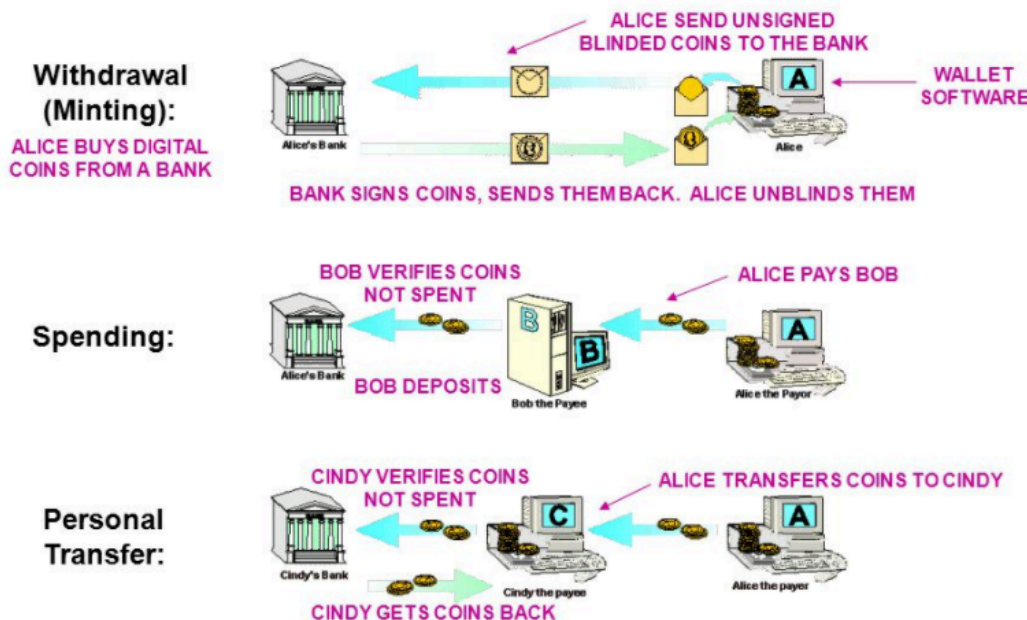 ALICE SEND UNSIGNED
BLINDED COINS TO THE BANK
Withdrawal
(Minting):
ALICE BUYS DIGITAL
COINS FROM A BANK
A
WALLET
SOFTWARE
Alice's Bank
Alice
BANK SIGNS COINS, SENDS THEM BACK. ALICE UNBLINDS THEM
Spending:
BOB VERIFIES COINS
NOT SPENT
ALICE PAYS BOB
B
B
A
Alice's Bank
BOB DEPOSITS
Bob the Payee
Alice the Payor
Personal
Transfer:
CINDY VERIFIES COINS
NOT SPENT
ALICE TRANSFERS COINS TO CINDY
BANK
C
A
Cindy's Bank
Cindy the payee
Alice the payer
CINDY GETS COINS BACK